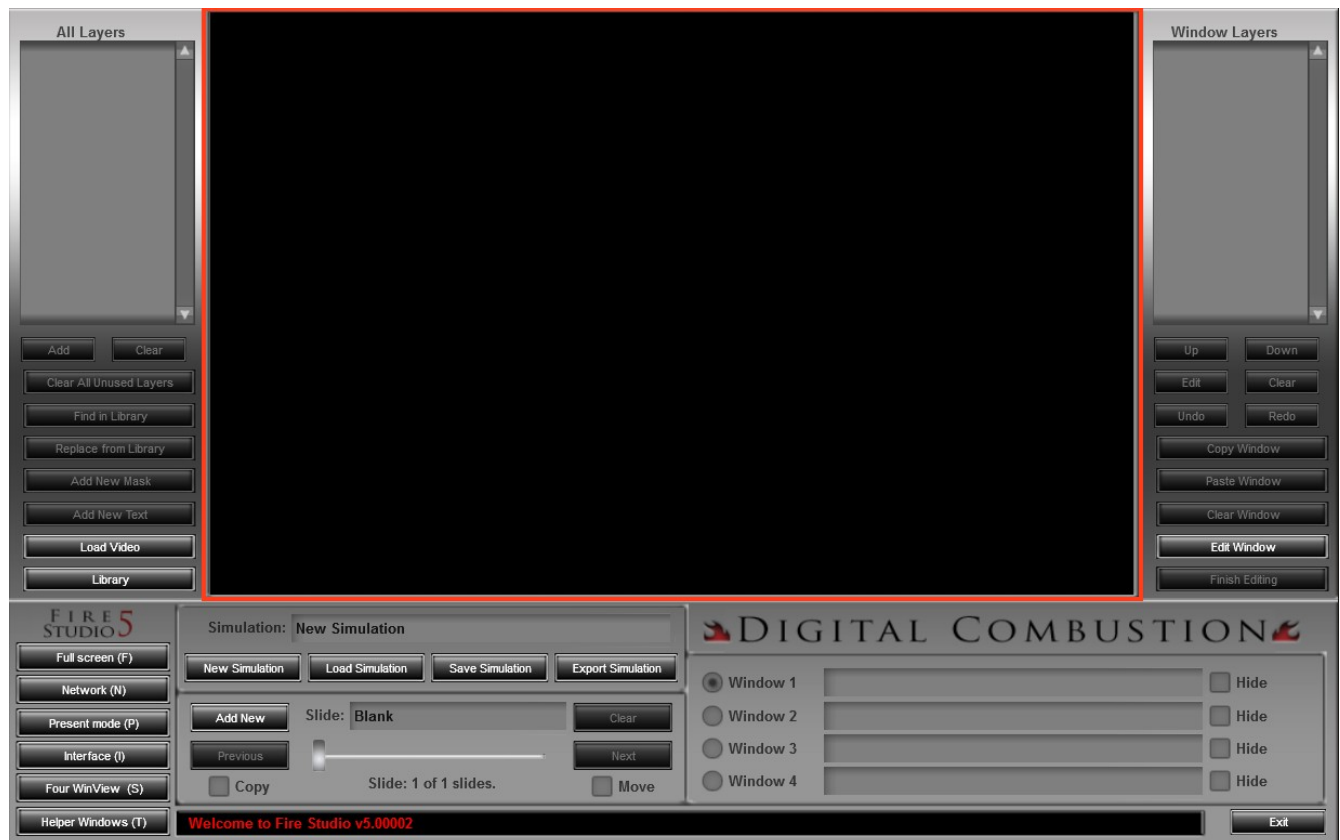 All Layers
Window Layers
Add Clear
Clear All Unused Layers
Find in Library
Replace from Library
Add New Mask
Add New Text
Load Video
Library
Up Down
Edit Clear
Undo Redo
Copy Window
Paste Window
Clear Window
Edit Window
Finish Editing
FIRE
STUDIO 5
Full screen (F)
Network (N)
Present mode (P)
Interface (I)
Four WinView (S)
Helper Windows (T)
Simulation: New Simulation
New Simulation Load Simulation Save Simulation Export Simulation
Add New Slide: Blank Clear
Previous Next
Copy Slide: 1 of 1 slides. Move
DIGITAL COMBUSTION
Window 1 Hide
Window 2 Hide
Window 3 Hide
Window 4 Hide
Welcome to Fire Studio v5.00002
Exit